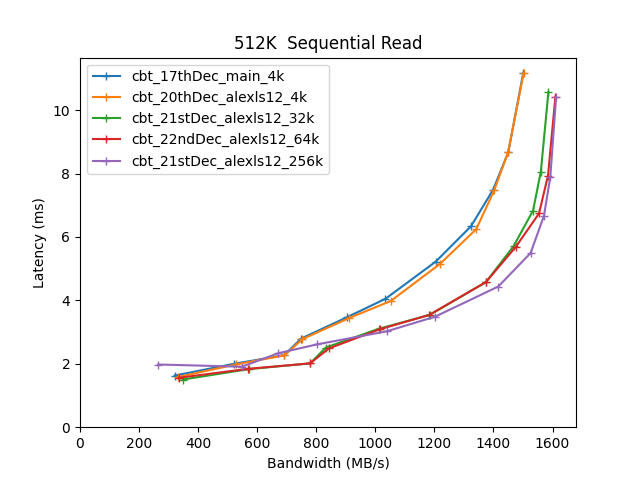 512K  Sequential Read
cbt_17thDec_main_4k
cbt_20thDec_alexls12_4k
cbt_21stDec_alexls12_32k
cbt_22ndDec_alexls12_64k
cbt_21stDec_alexls12_256k
Latency (ms)
10
8
6
4
2
0
0 200 400 600 800 1000 1200 1400 1600
Bandwidth (MB/s)